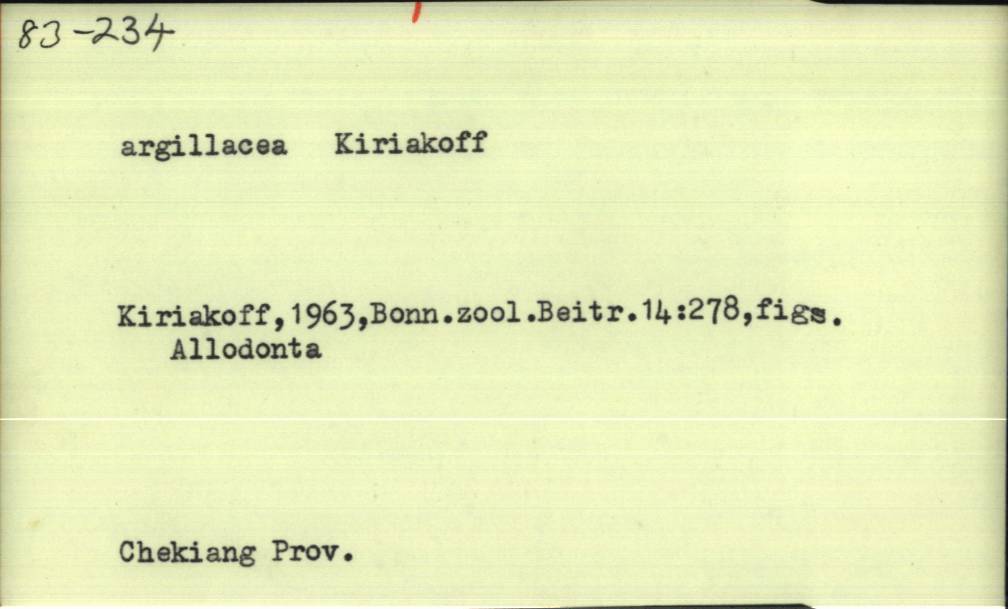 83-234
argillacea Kiriakoff
Kiriakoff,1963,Bonn.zool.Beitr.14:278,figs.
Allodonta
Chekiang Prov.